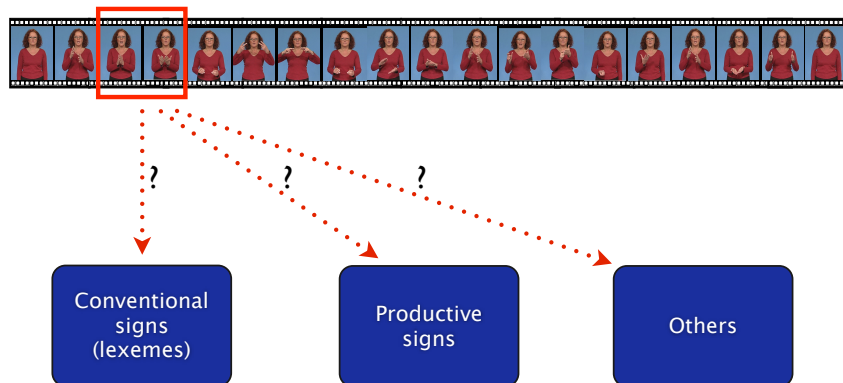 ? ? ?
Conventional
signs
(lexemes)
Productive
signs
Others